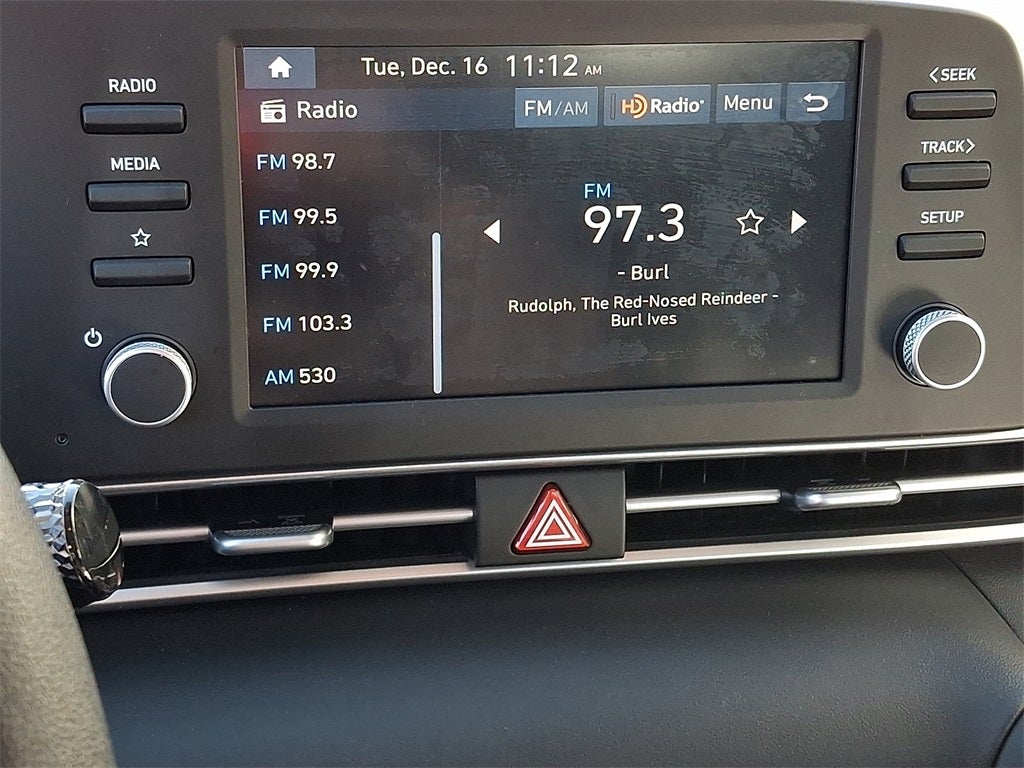 RADIO
MEDIA
Tue, Dec. 16 11:12 AM
Radio
FM/AM
HD Radio®
Menu
FM 98.7
FM 99.5
FM 99.9
FM 103.3
AM 530
FM
97.3
- Burl
Rudolph, The Red-Nosed Reindeer -
Burl Ives
<SEEK
TRACK>
SETUP